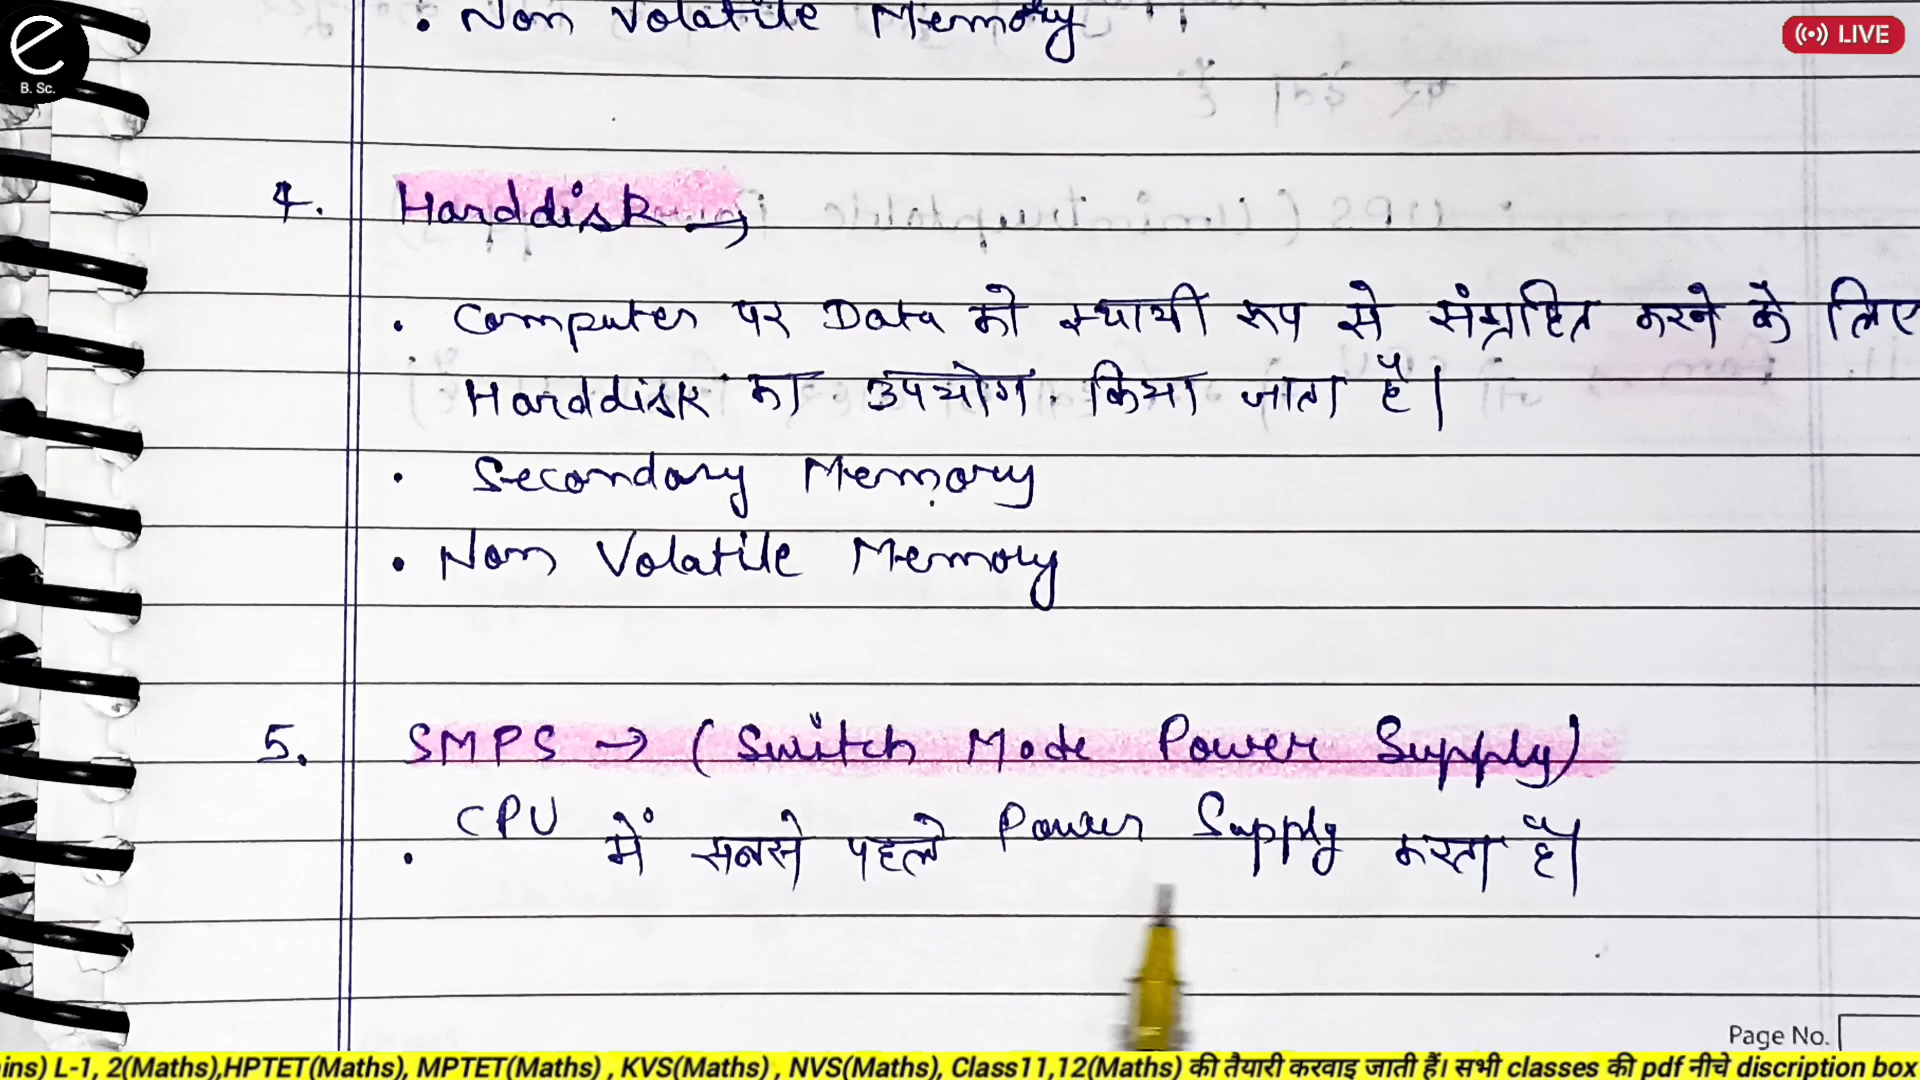 • Non Volatile Memory
e
B. Sc.
LIVE
4. Harddisk →
• Computer पर Data को स्थायी रूप से संग्रहित करने के लिए
Harddisk का उपयोग किया जाता है।
• Secondary Memory
• Non Volatile Memory
5. SMPS → (Switch Mode Power Supply)
• CPU में सबसे पहले Power Supply करता है।
Page No.
ins) L-1, 2(Maths),HPTET(Maths), MPTET(Maths) , KVS(Maths) , NVS(Maths), Class11,12(Maths) की तैयारी करवाइ जाती हैं। सभी classes की pdf नीचे discription box